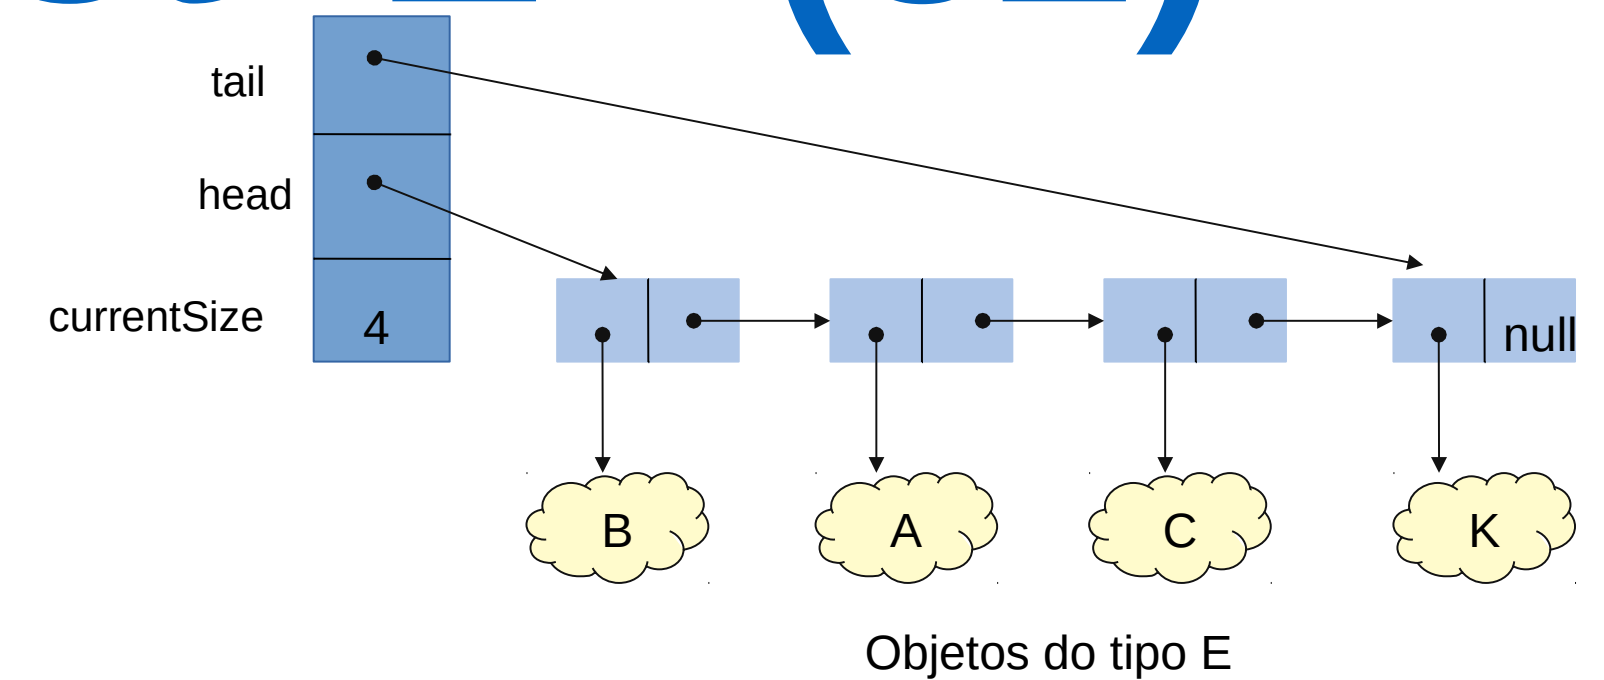 tail
head
currentSize
4
null
B A C K
Objetos do tipo E